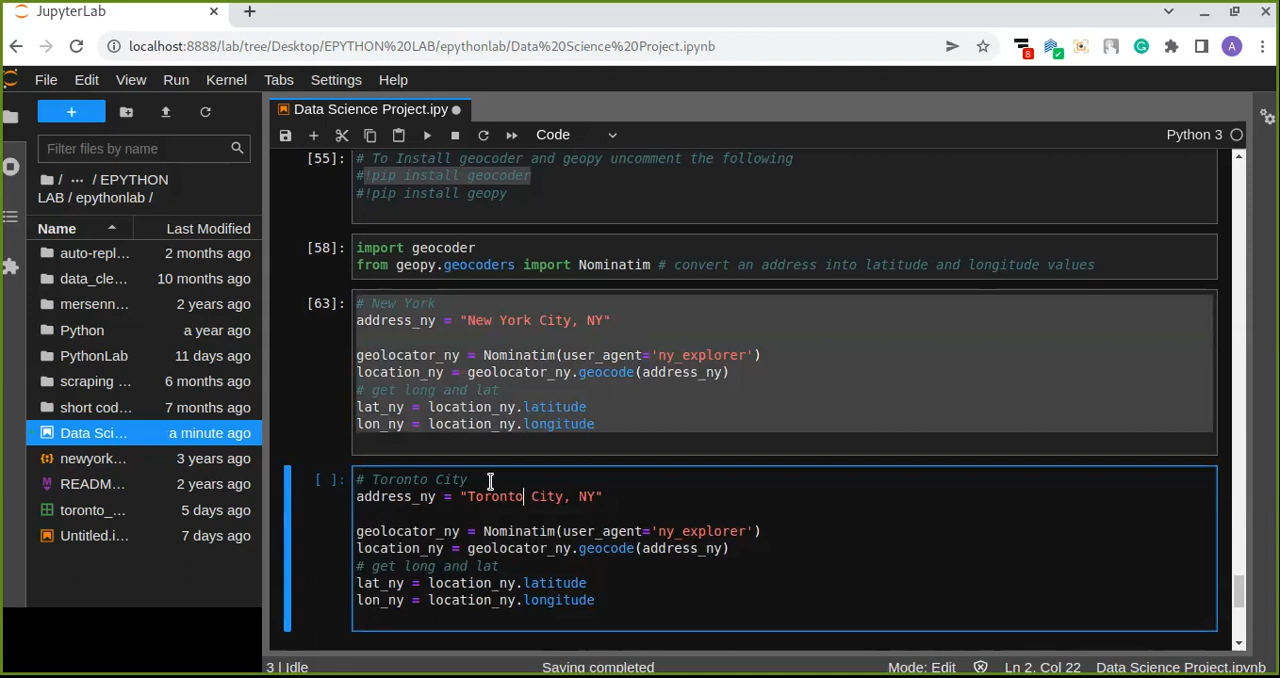 JupyterLab
localhost:8888/lab/tree/Desktop/EPYTHON%20LAB/epythonlab/Data%20Science%20Project.ipynb
8
A
File Edit View Run Kernel Tabs Settings Help
Data Science Project.ipy
Code
Python 3
Filter files by name
/ ··· / EPYTHON
LAB / epythonlab /
Name Last Modified
auto-repl... 2 months ago
data_cle... 10 months ago
mersenn... 2 years ago
Python a year ago
PythonLab 11 days ago
scraping ... 6 months ago
short cod... 7 months ago
Data Sci... a minute ago
newyork... 3 years ago
READM... 2 years ago
toronto_... 5 days ago
Untitled.i... 7 days ago
[55]: # To Install geocoder and geopy uncomment the following
#!pip install geocoder
#!pip install geopy
[58]: import geocoder
from geopy.geocoders import Nominatim # convert an address into latitude and longitude values
[63]: # New York
address_ny = "New York City, NY"
geolocator_ny = Nominatim(user_agent='ny_explorer')
location_ny = geolocator_ny.geocode(address_ny)
# get long and lat
lat_ny = location_ny.latitude
lon_ny = location_ny.longitude
[ ]: # Toronto City
address_ny = "Toronto City, NY"
geolocator_ny = Nominatim(user_agent='ny_explorer')
location_ny = geolocator_ny.geocode(address_ny)
# get long and lat
lat_ny = location_ny.latitude
lon_ny = location_ny.longitude
3 | Idle Saving completed Mode: Edit Ln 2, Col 22 Data Science Project.ipynb